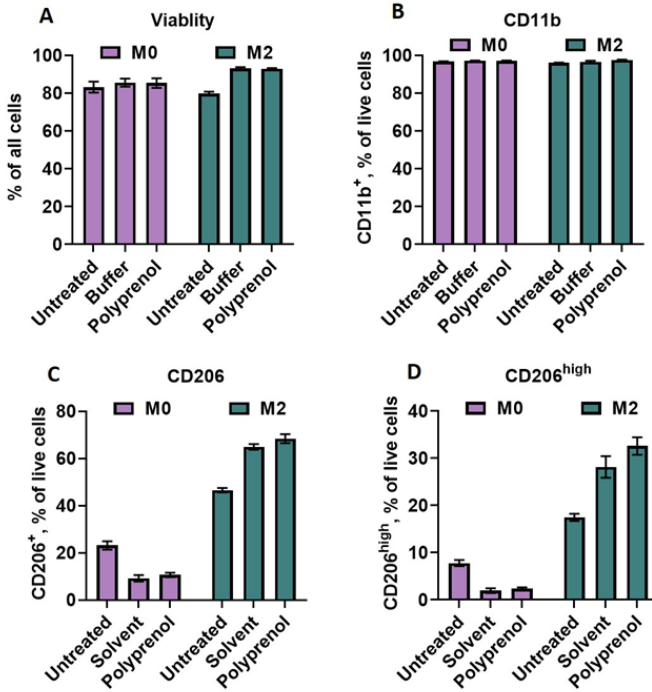 A
Viablity
M0 M2
% of all cells
100
80
60
40
20
0
Untreated
Buffer
Polyprenol
Untreated
Buffer
Polyprenol
B
CD11b
M0 M2
CD11b+, % of live cells
100
80
60
40
20
0
Untreated
Buffer
Polyprenol
Untreated
Buffer
Polyprenol
C
CD206
M0 M2
CD206+, % of live cells
80
60
40
20
0
Untreated
Solvent
Polyprenol
Untreated
Solvent
Polyprenol
D
CD206high
M0 M2
CD206high, % of live cells
40
30
20
10
0
Untreated
Solvent
Polyprenol
Untreated
Solvent
Polyprenol